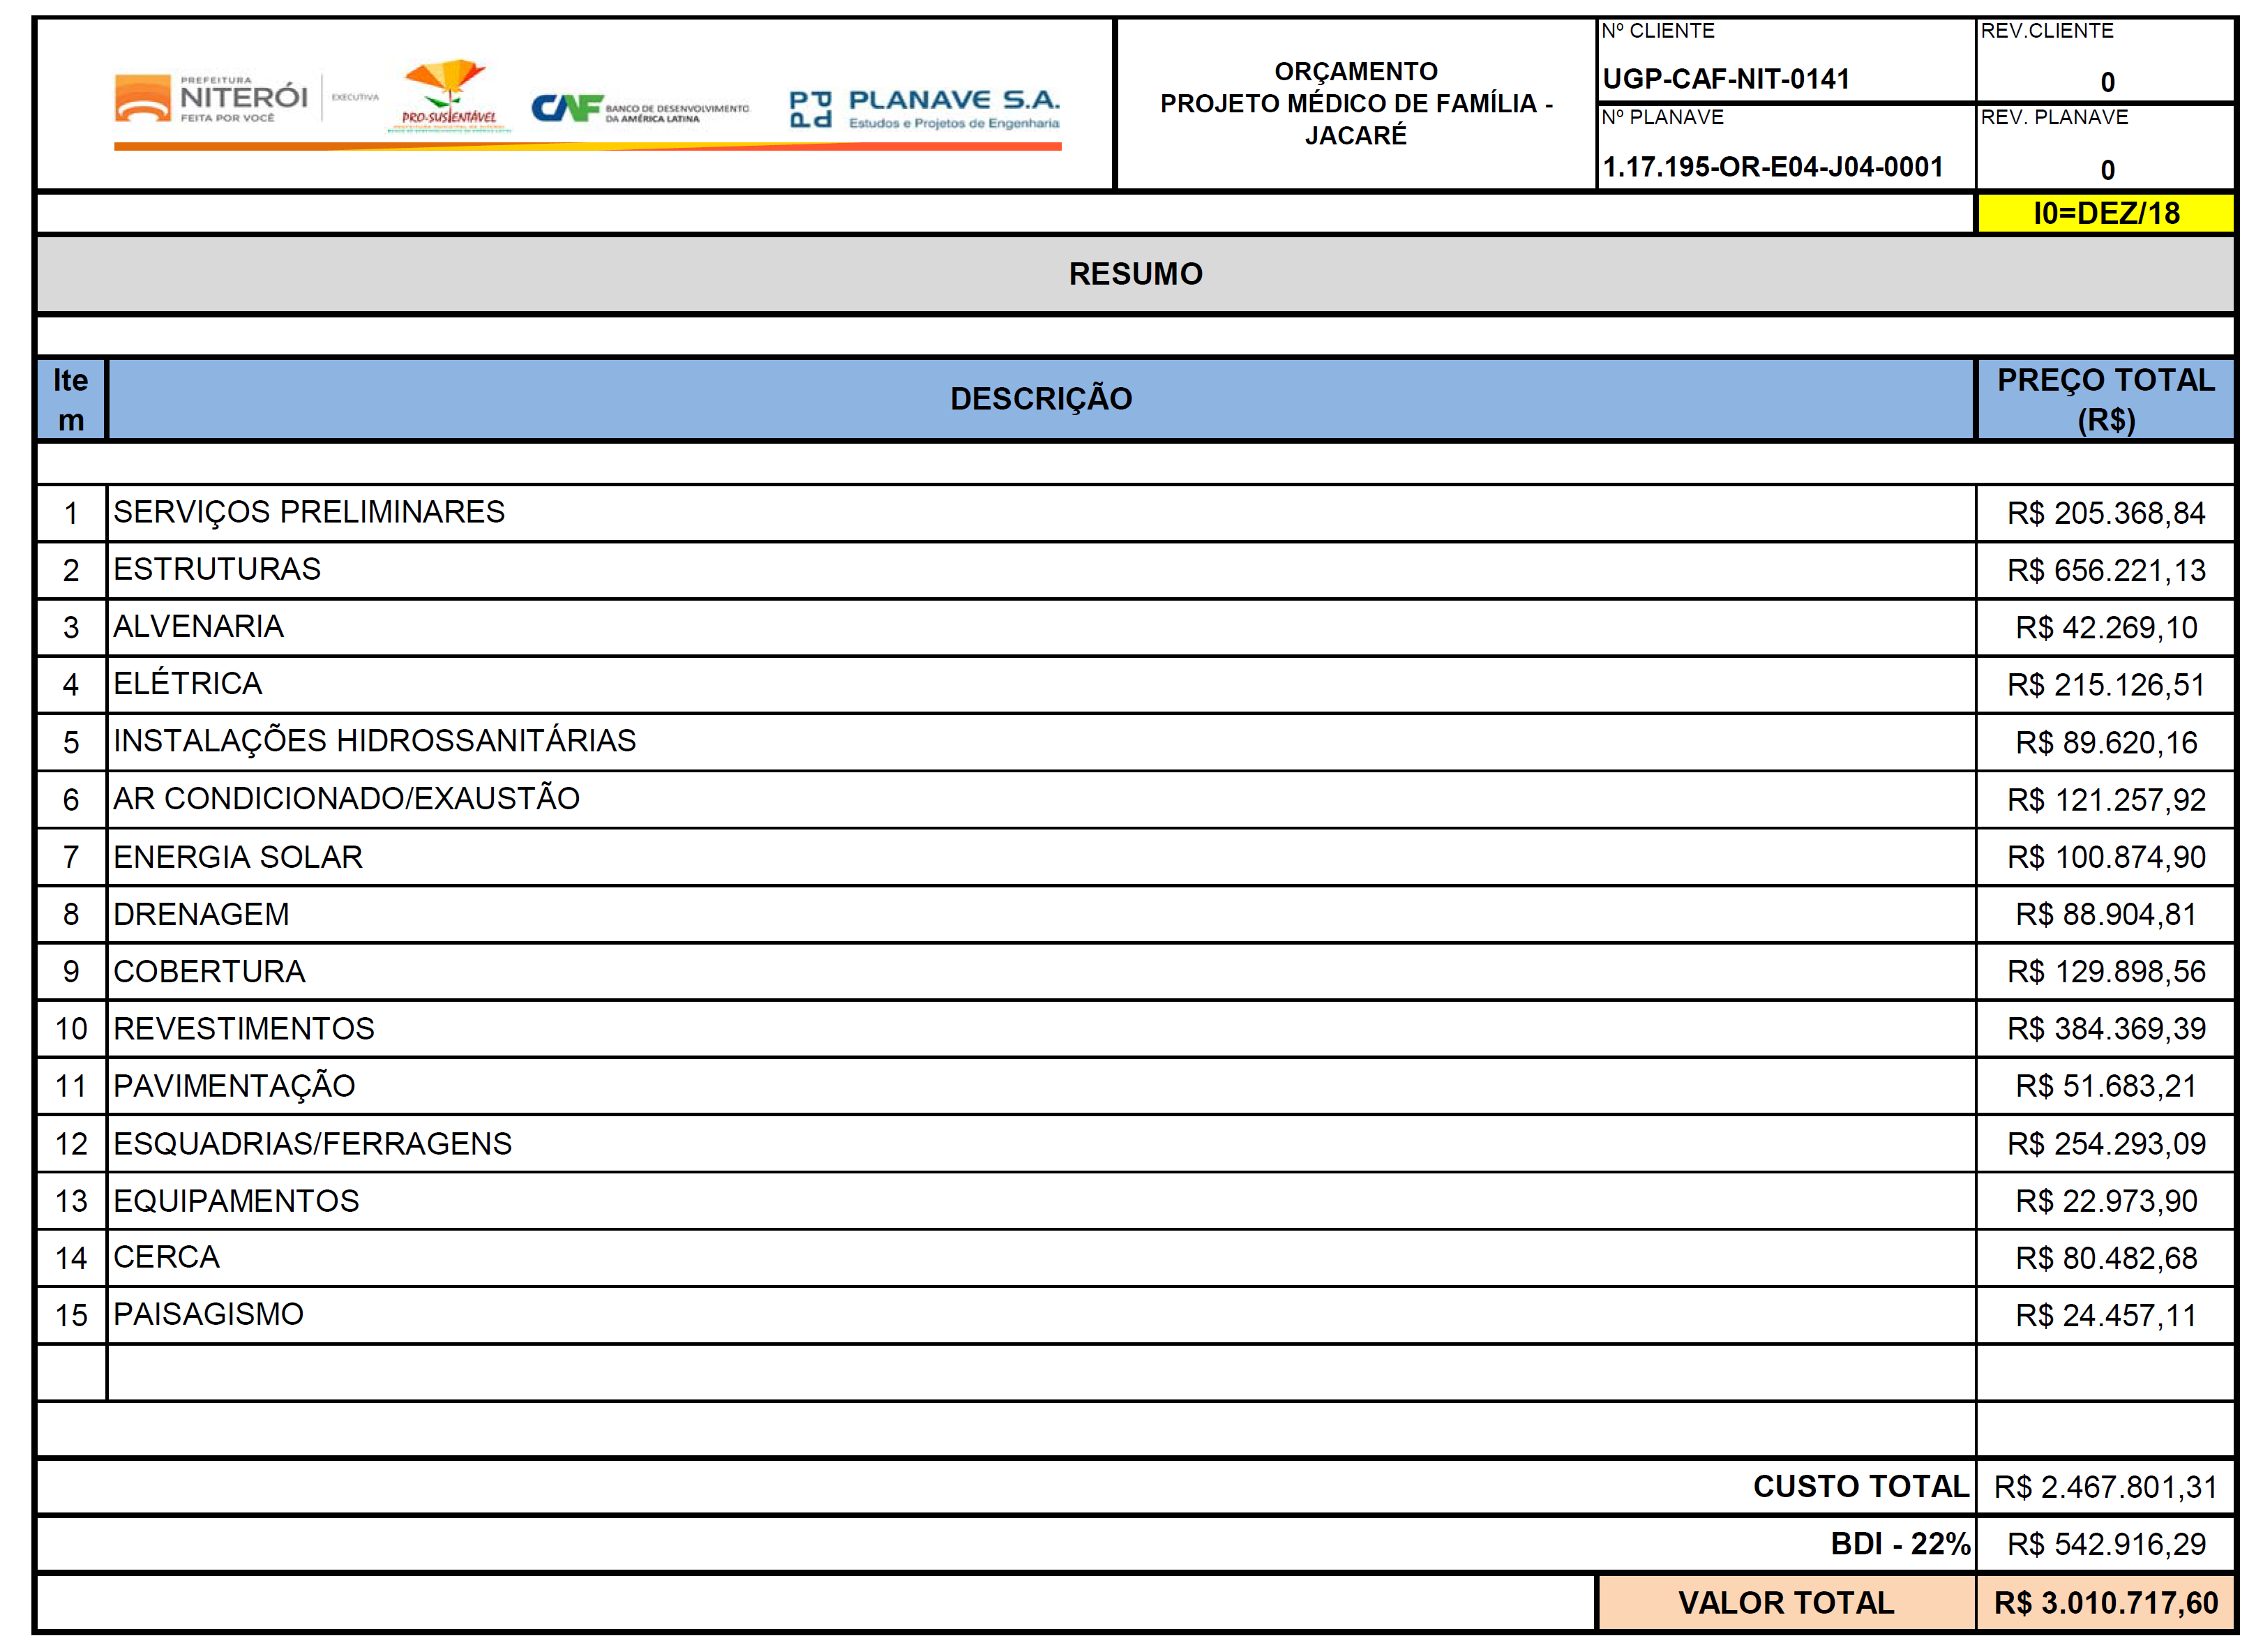 PREFEITURA
NITERÓI
FEITA POR VOCÊ
EXECUTIVA
PRO-SUSTENTÁVEL
CAF BANCO DE DESENVOLVIMENTO
DA AMÉRICA LATINA
PLANAVE S.A.
Estudos e Projetos de Engenharia
ORÇAMENTO
PROJETO MÉDICO DE FAMÍLIA -
JACARÉ
Nº CLIENTE
UGP-CAF-NIT-0141
REV.CLIENTE
0
Nº PLANAVE
1.17.195-OR-E04-J04-0001
REV. PLANAVE
0
I0=DEZ/18
RESUMO
Ite
m
DESCRIÇÃO
PREÇO TOTAL
(R$)
1 SERVIÇOS PRELIMINARES R$ 205.368,84
2 ESTRUTURAS R$ 656.221,13
3 ALVENARIA R$ 42.269,10
4 ELÉTRICA R$ 215.126,51
5 INSTALAÇÕES HIDROSSANITÁRIAS R$ 89.620,16
6 AR CONDICIONADO/EXAUSTÃO R$ 121.257,92
7 ENERGIA SOLAR R$ 100.874,90
8 DRENAGEM R$ 88.904,81
9 COBERTURA R$ 129.898,56
10 REVESTIMENTOS R$ 384.369,39
11 PAVIMENTAÇÃO R$ 51.683,21
12 ESQUADRIAS/FERRAGENS R$ 254.293,09
13 EQUIPAMENTOS R$ 22.973,90
14 CERCA R$ 80.482,68
15 PAISAGISMO R$ 24.457,11
CUSTO TOTAL R$ 2.467.801,31
BDI - 22% R$ 542.916,29
VALOR TOTAL R$ 3.010.717,60